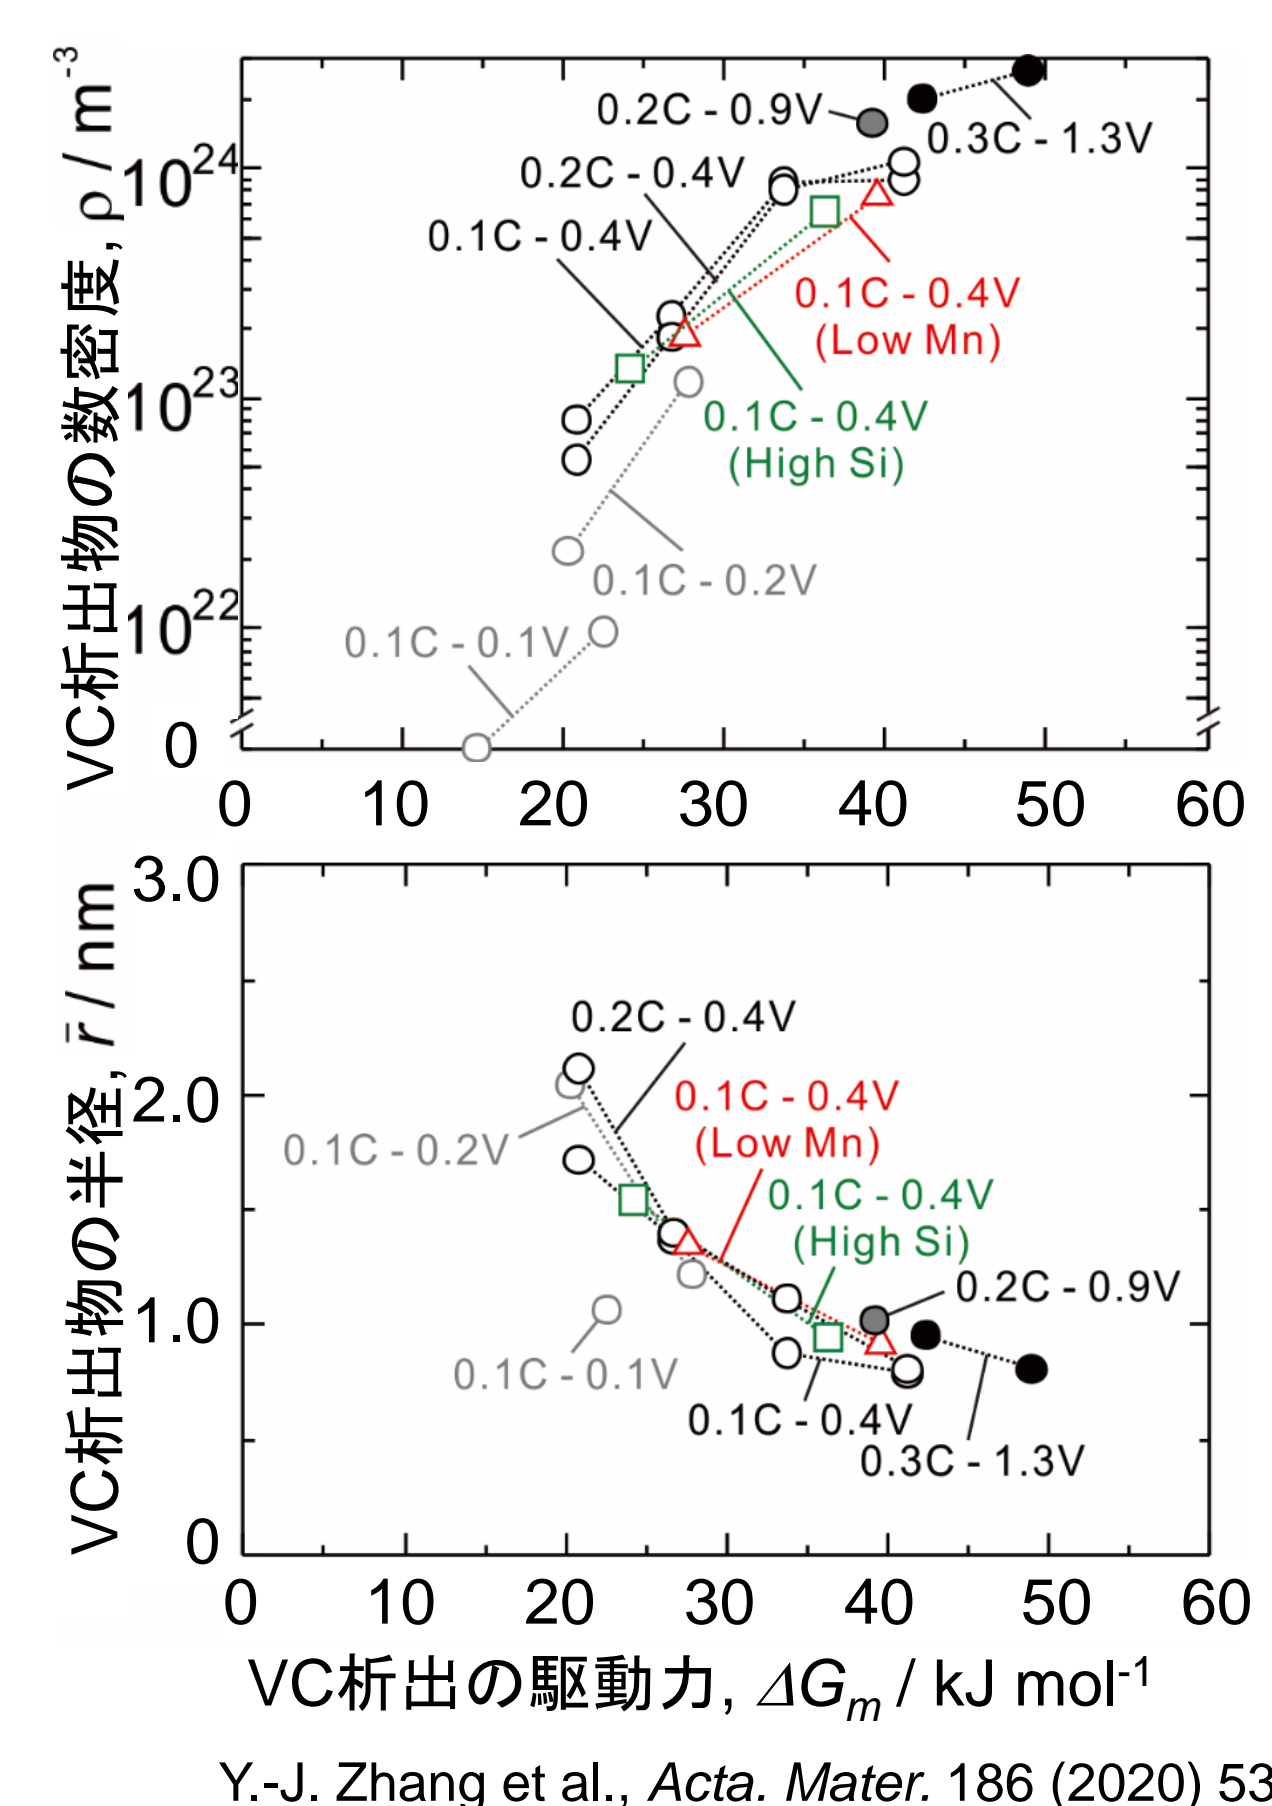 VC析出物の数密度, ρ / m⁻³
10²⁴
10²³
10²²
0
0.2C - 0.9V
0.3C - 1.3V
0.2C - 0.4V
0.1C - 0.4V
0.1C - 0.4V
(Low Mn)
0.1C - 0.4V
(High Si)
0.1C - 0.2V
0.1C - 0.1V
0 10 20 30 40 50 60
VC析出物の半径, r̄ / nm
3.0
2.0
1.0
0
0.2C - 0.4V
0.1C - 0.4V
(Low Mn)
0.1C - 0.2V
0.1C - 0.4V
(High Si)
0.2C - 0.9V
0.1C - 0.1V
0.1C - 0.4V
0.3C - 1.3V
0 10 20 30 40 50 60
VC析出の駆動力, ΔGₘ / kJ mol⁻¹
Y.-J. Zhang et al., Acta. Mater. 186 (2020) 53